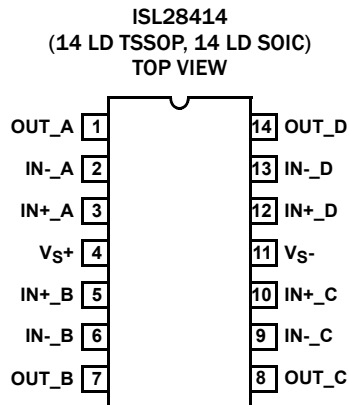 ISL28414
(14 LD TSSOP, 14 LD SOIC)
TOP VIEW
OUT_A 1 14 OUT_D
IN-_A 2 13 IN-_D
IN+_A 3 12 IN+_D
VS+ 4 11 VS-
IN+_B 5 10 IN+_C
IN-_B 6 9 IN-_C
OUT_B 7 8 OUT_C